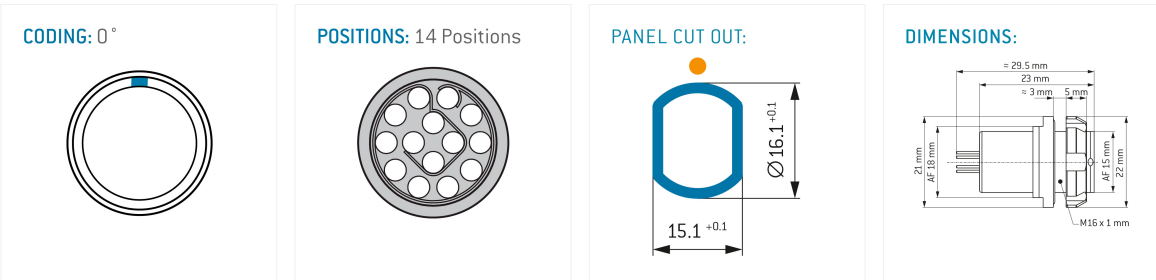 CODING: 0°
POSITIONS: 14 Positions
PANEL CUT OUT:
Ø16.1 +0.1
15.1 +0.1
DIMENSIONS:
≈ 29.5 mm
23 mm
≈ 3 mm
5 mm
21 mm
AF 18 mm
AF 15 mm
22 mm
M16 x 1 mm